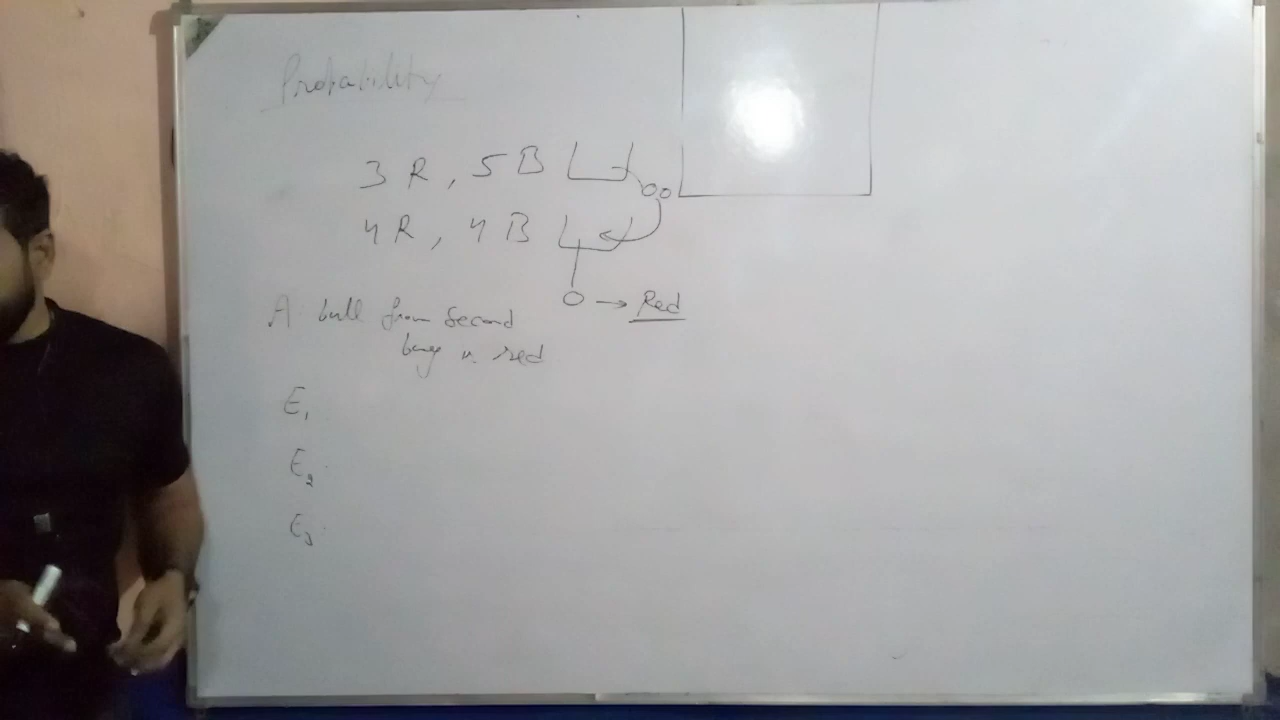 Probability
3 R, 5 B
4 R, 4 B
→ Red
A ball from second
bag is red
E₁
E₂
E₃